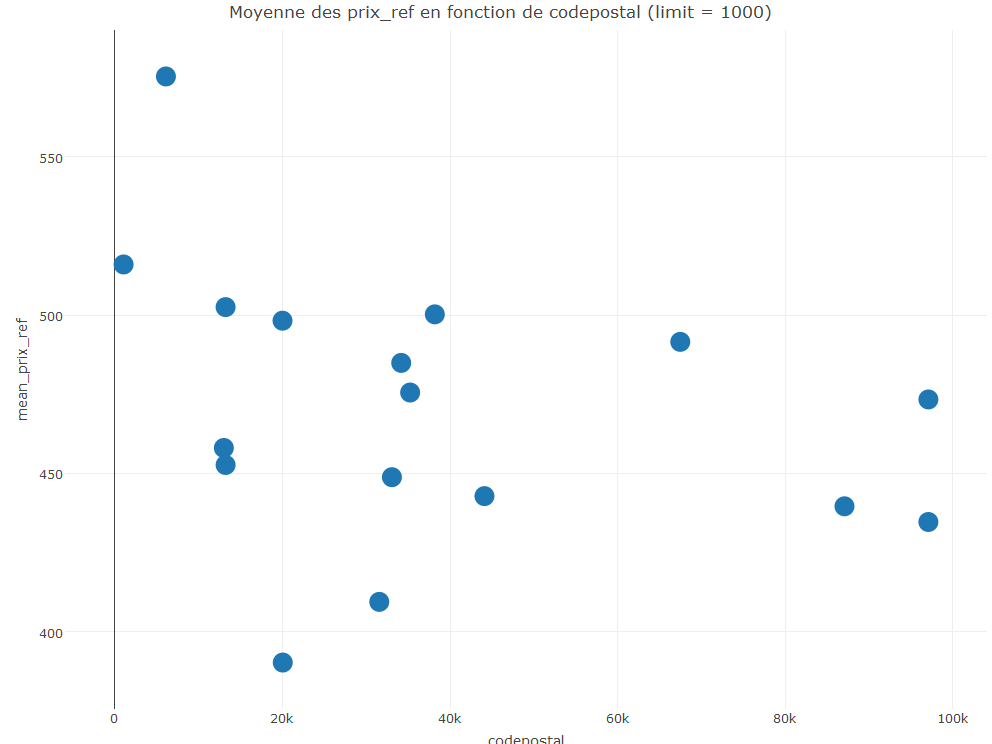 Moyenne des prix_ref en fonction de codepostal (limit = 1000)
550
500
450
400
mean_prix_ref
0 20k 40k 60k 80k 100k
codepostal